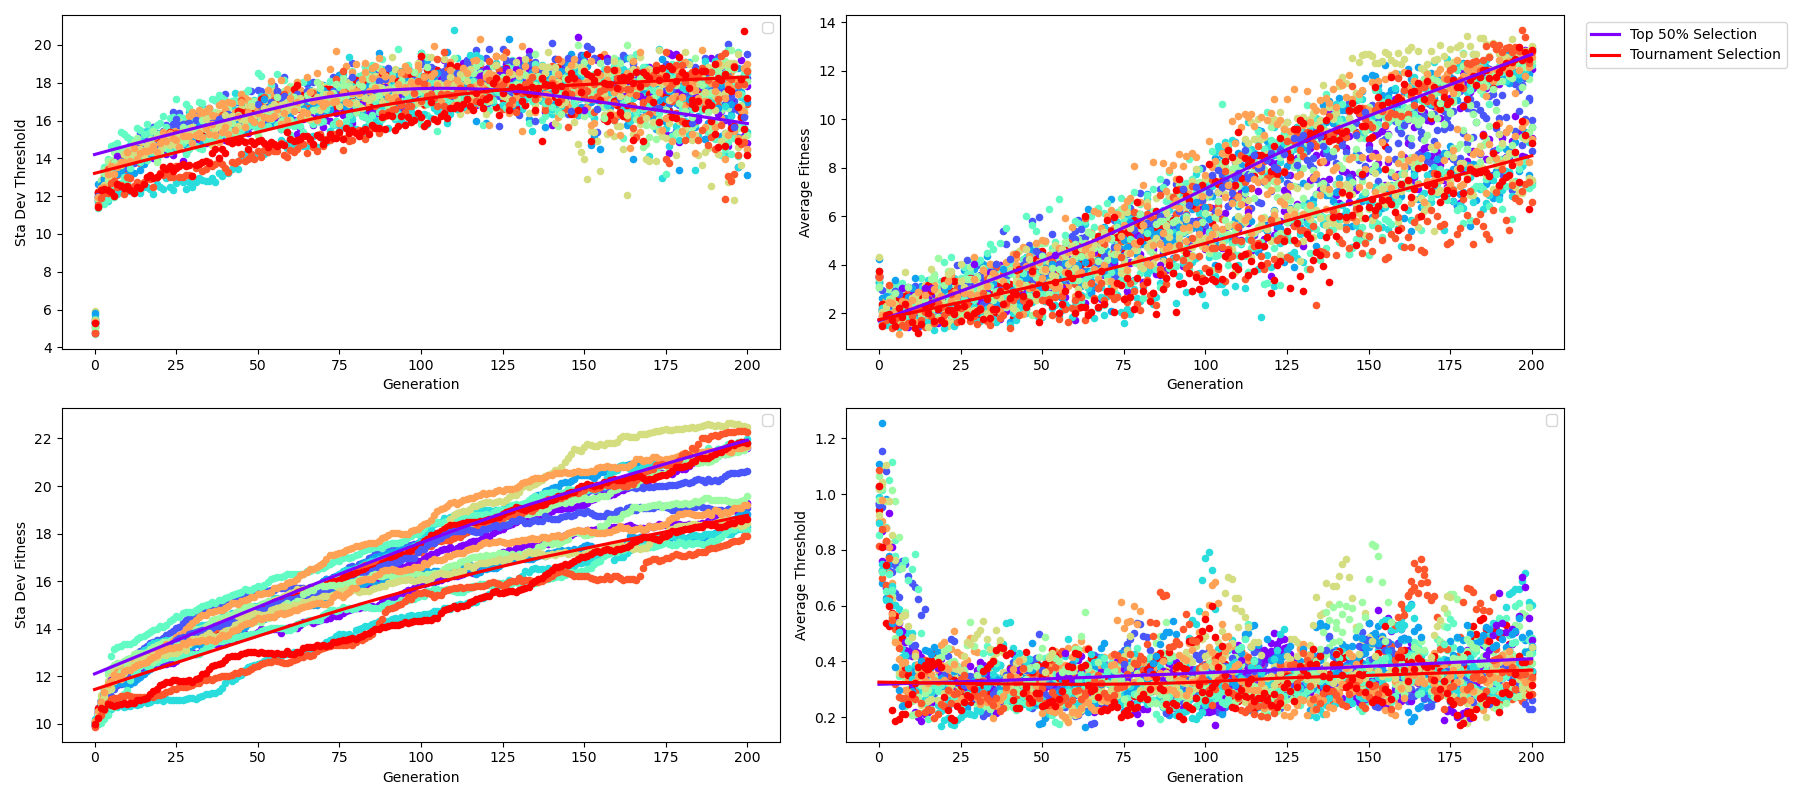 20
18
16
14
12
10
8
6
4
Sta Dev Threshold
0 25 50 75 100 125 150 175 200
Generation
14
12
10
8
6
4
2
Average Fitness
0 25 50 75 100 125 150 175 200
Generation
Top 50% Selection
Tournament Selection
22
20
18
16
14
12
10
Sta Dev Fitness
0 25 50 75 100 125 150 175 200
Generation
1.2
1.0
0.8
0.6
0.4
0.2
Average Threshold
0 25 50 75 100 125 150 175 200
Generation